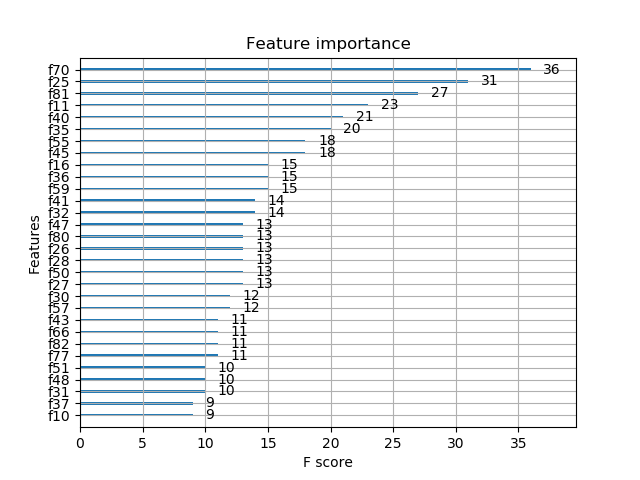 Feature importance
Features
f70 36
f25 31
f81 27
f11 23
f40 21
f35 20
f55 18
f45 18
f16 15
f36 15
f59 15
f41 14
f32 14
f47 13
f80 13
f26 13
f28 13
f50 13
f27 13
f30 12
f57 12
f43 11
f66 11
f82 11
f77 11
f51 10
f48 10
f31 10
f37 9
f10 9
0 5 10 15 20 25 30 35
F score